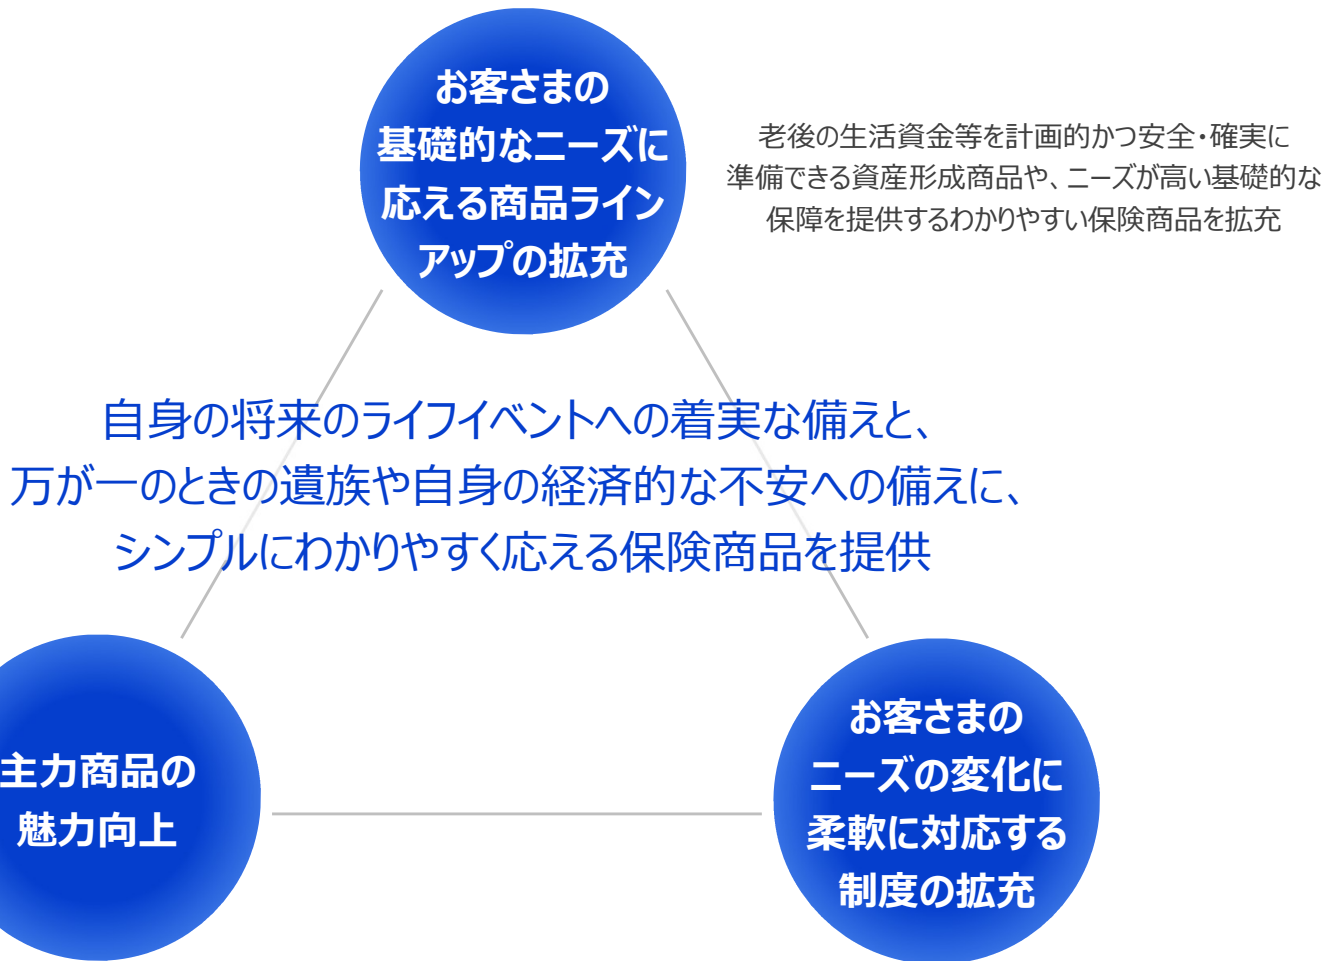 お客さまの
基礎的なニーズに
応える商品ライン
アップの拡充
老後の生活資金等を計画的かつ安全・確実に
準備できる資産形成商品や、ニーズが高い基礎的な
保障を提供するわかりやすい保険商品を拡充
自身の将来のライフイベントへの着実な備えと、
万が一のときの遺族や自身の経済的な不安への備えに、
シンプルにわかりやすく応える保険商品を提供
主力商品の
魅力向上
お客さまの
ニーズの変化に
柔軟に対応する
制度の拡充